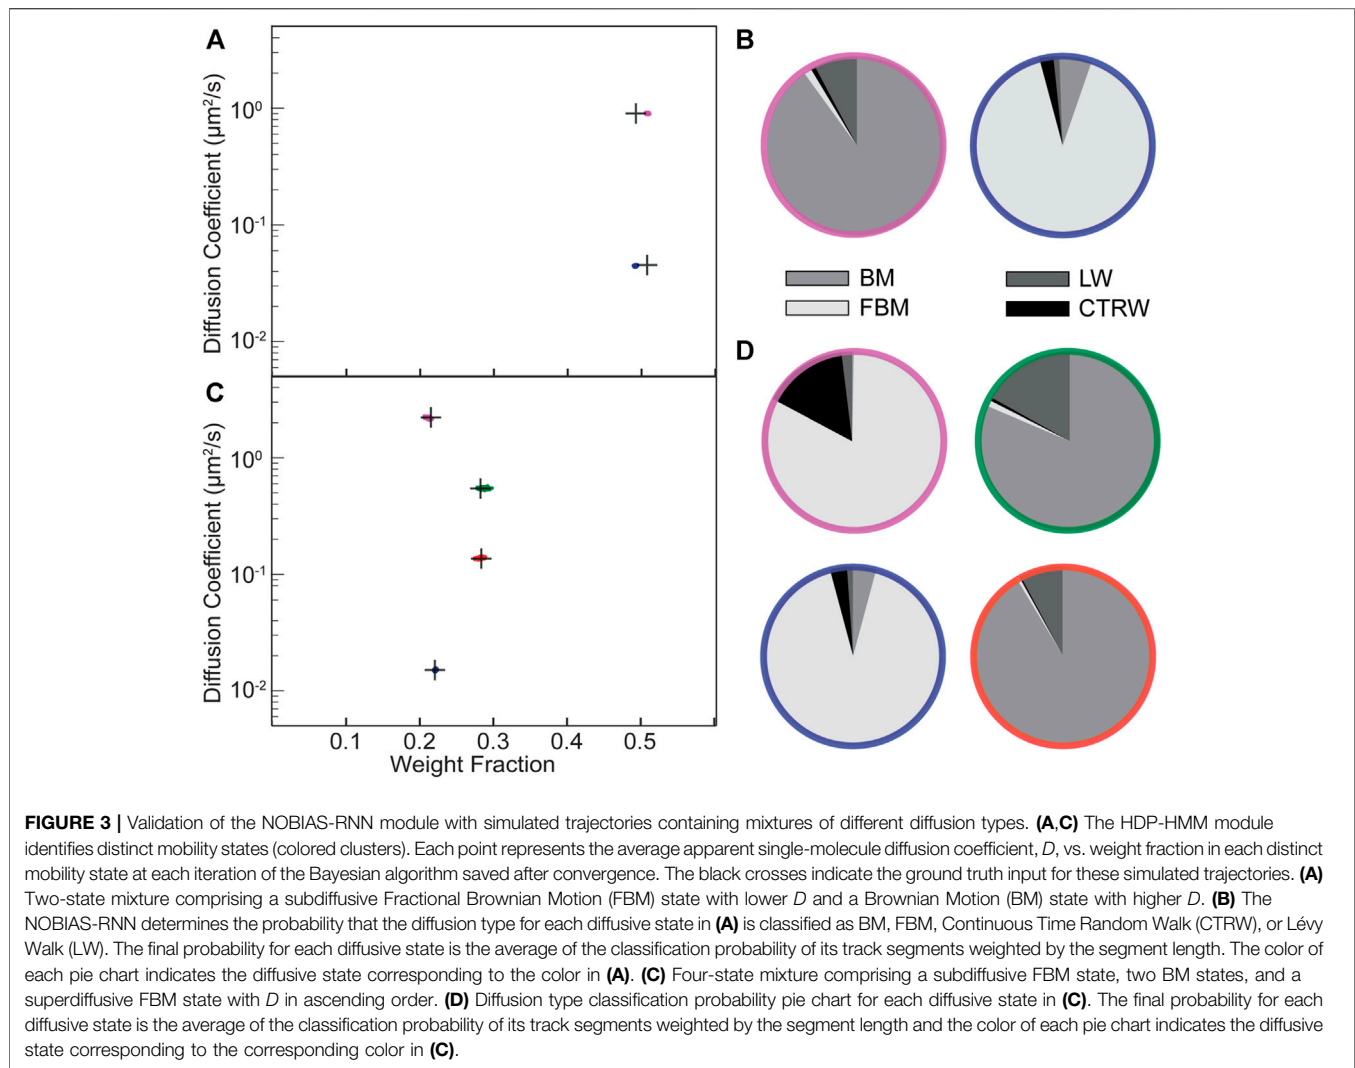 A
Diffusion Coefficient (µm²/s)
10⁰
10⁻¹
10⁻²
B
BM
LW
FBM
CTRW
C
Diffusion Coefficient (µm²/s)
10⁰
10⁻¹
10⁻²
0.1 0.2 0.3 0.4 0.5
Weight Fraction
D
FIGURE 3 | Validation of the NOBIAS-RNN module with simulated trajectories containing mixtures of different diffusion types. (A,C) The HDP-HMM module
identifies distinct mobility states (colored clusters). Each point represents the average apparent single-molecule diffusion coefficient, D, vs. weight fraction in each distinct
mobility state at each iteration of the Bayesian algorithm saved after convergence. The black crosses indicate the ground truth input for these simulated trajectories. (A)
Two-state mixture comprising a subdiffusive Fractional Brownian Motion (FBM) state with lower D and a Brownian Motion (BM) state with higher D. (B) The
NOBIAS-RNN determines the probability that the diffusion type for each diffusive state in (A) is classified as BM, FBM, Continuous Time Random Walk (CTRW), or Lévy
Walk (LW). The final probability for each diffusive state is the average of the classification probability of its track segments weighted by the segment length. The color of
each pie chart indicates the diffusive state corresponding to the color in (A). (C) Four-state mixture comprising a subdiffusive FBM state, two BM states, and a
superdiffusive FBM state with D in ascending order. (D) Diffusion type classification probability pie chart for each diffusive state in (C). The final probability for each
diffusive state is the average of the classification probability of its track segments weighted by the segment length and the color of each pie chart indicates the diffusive
state corresponding to the corresponding color in (C).